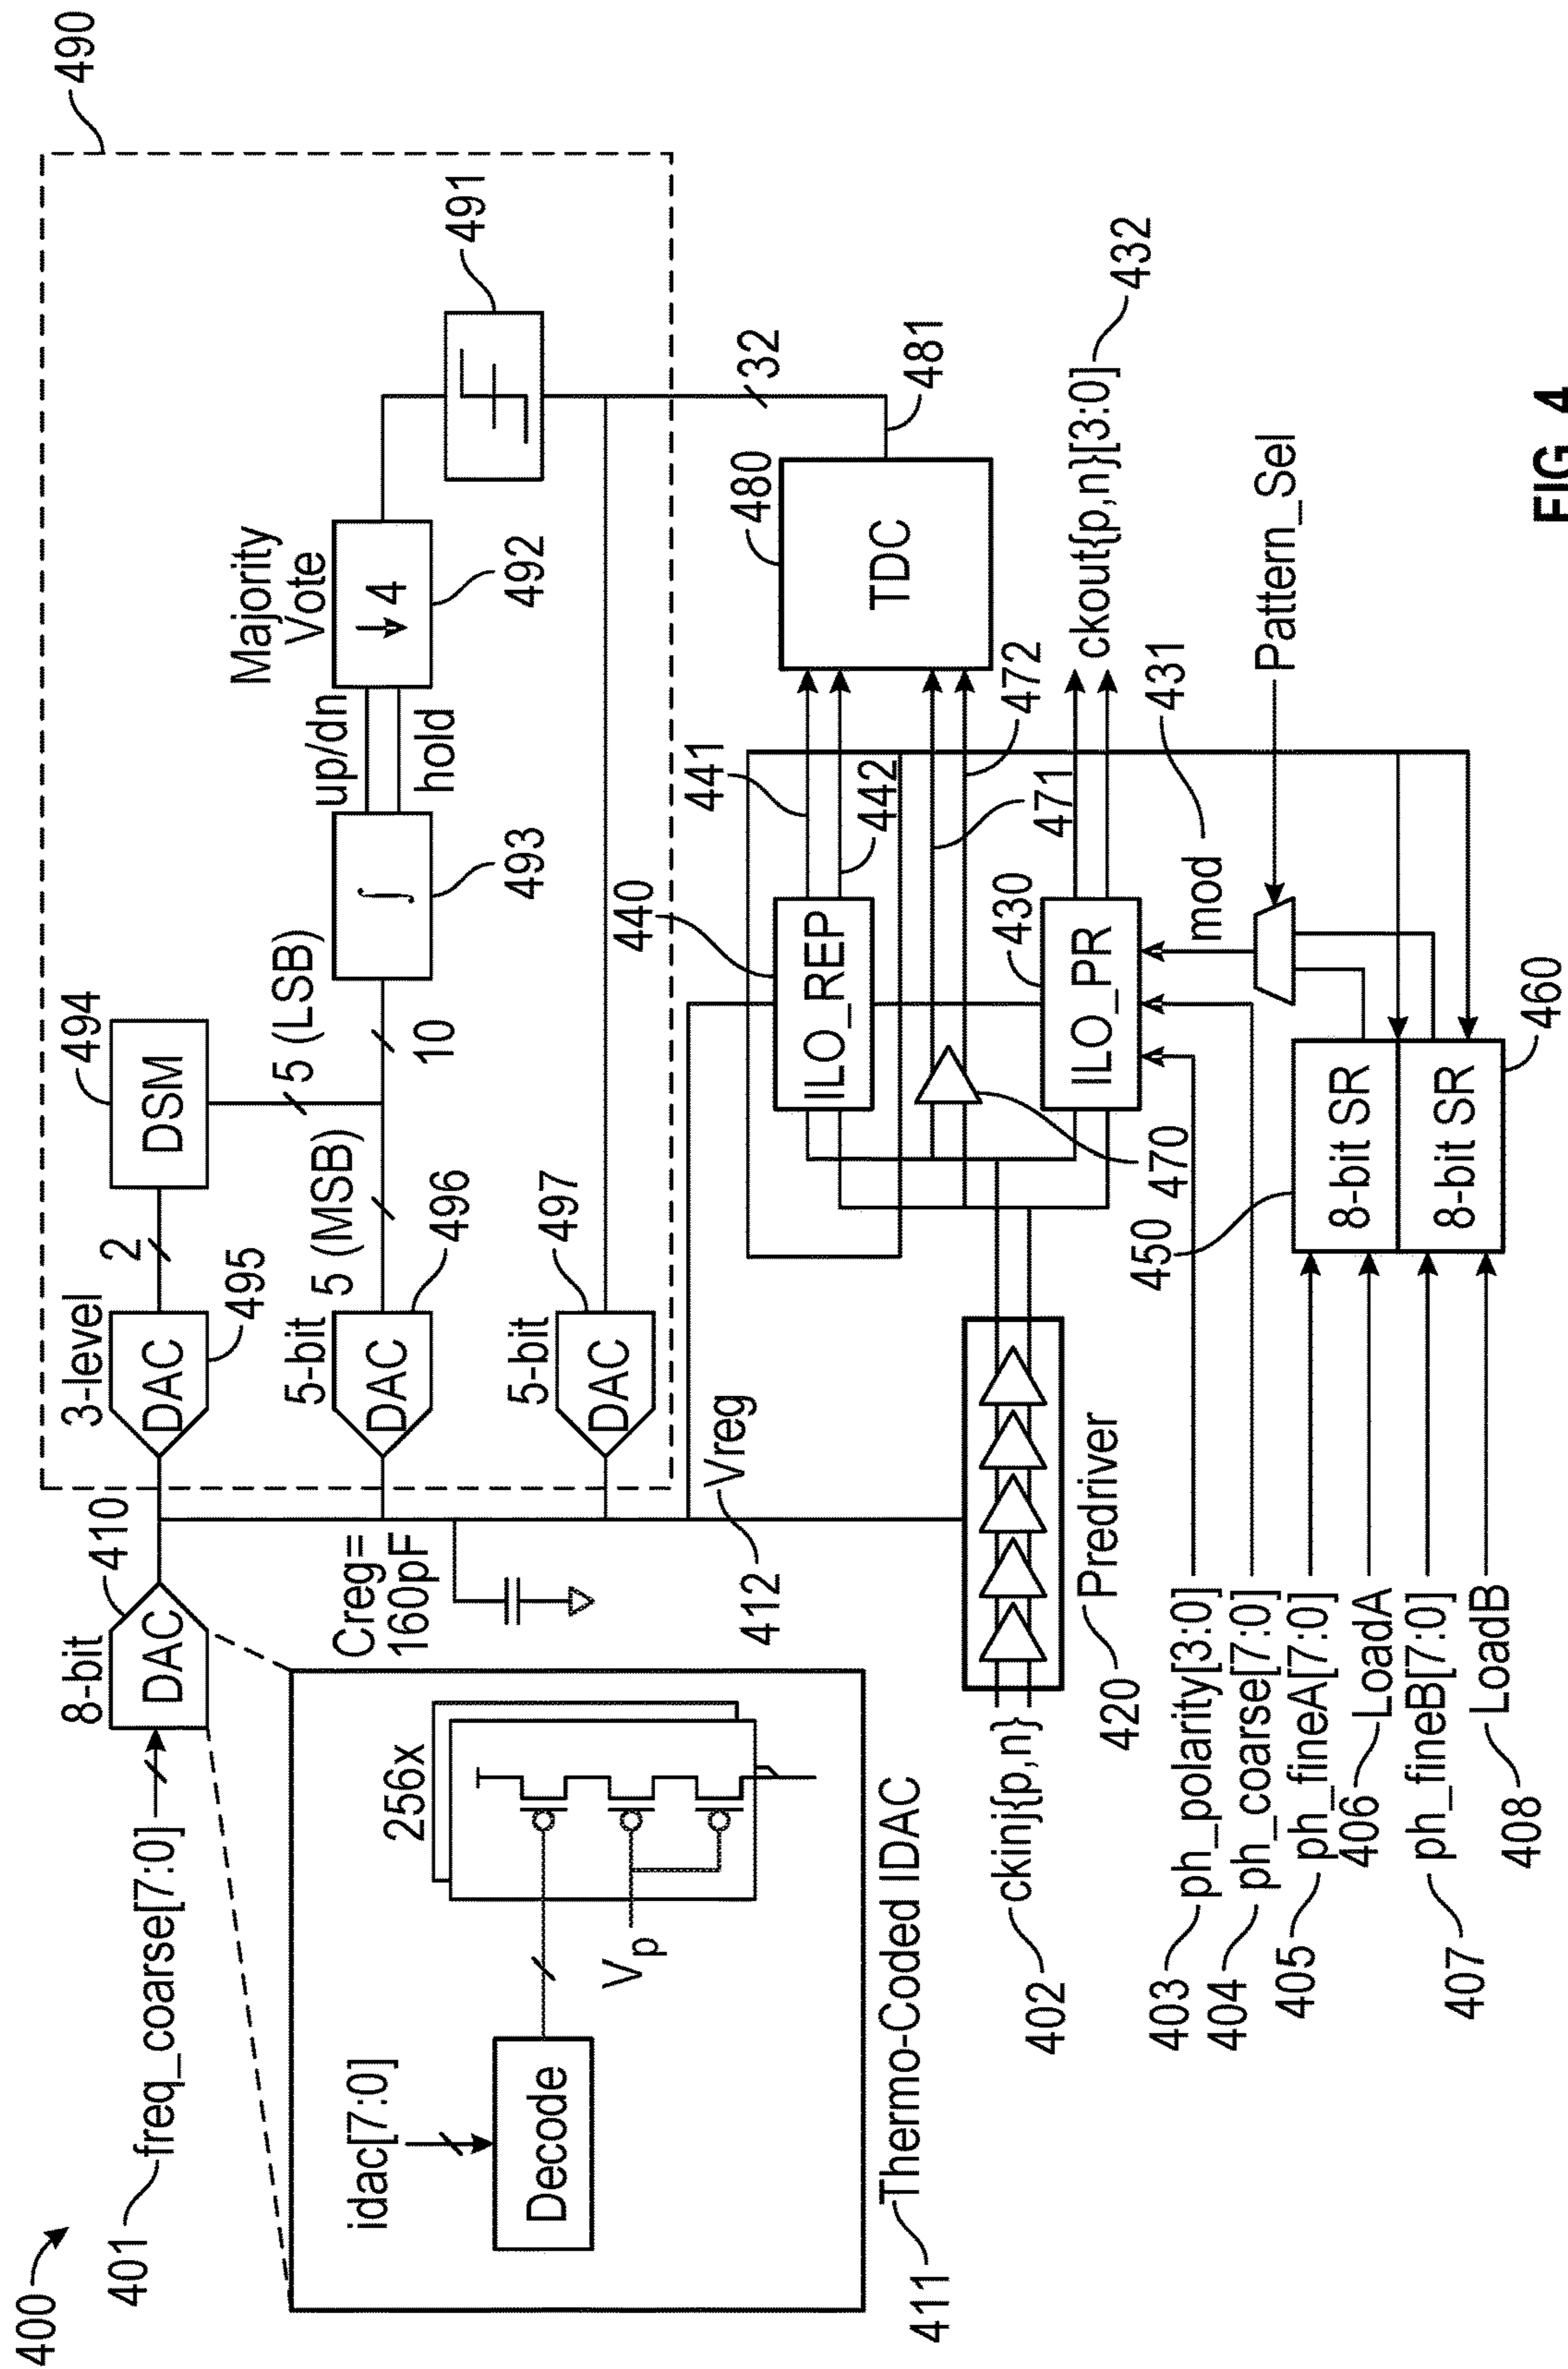 400
401
freq_coarse[7:0]
8-bit
DAC
410
3-level
DAC
495
2
DSM
494
490
5-bit
DAC
496
5 (MSB)
5 (LSB)
10
∫
493
up/dn
hold
Majority
Vote
↓4
492
491
5-bit
DAC
497
Creg=
160pF
Vreg
412
idac[7:0]
Decode
256x
Vp
411
Thermo-Coded IDAC
32
481
440
ILO_REP
441
442
480
TDC
470
471
472
402
ckinj{p,n}
420
Predriver
430
ILO_PR
ckout{p,n}[3:0]
432
mod
431
Pattern_Sel
403
ph_polarity[3:0]
404
ph_coarse[7:0]
405
ph_fineA[7:0]
406
LoadA
407
ph_fineB[7:0]
408
LoadB
450
8-bit SR
8-bit SR
460
FIG. 4